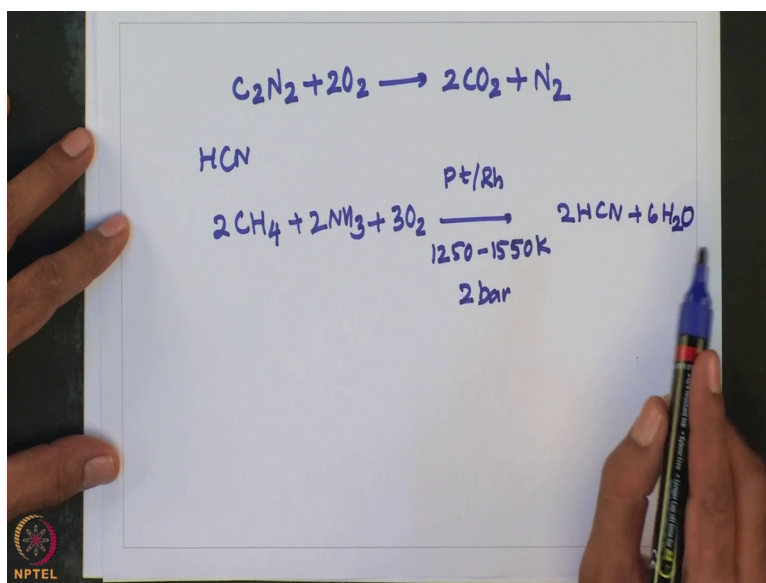 C₂N₂ + 2O₂ ⟶ 2CO₂ + N₂
HCN
Pt/Rh
2CH₄ + 2NH₃ + 3O₂ ⟶ 2HCN + 6H₂O
1250-1550K
2 bar
NPTEL